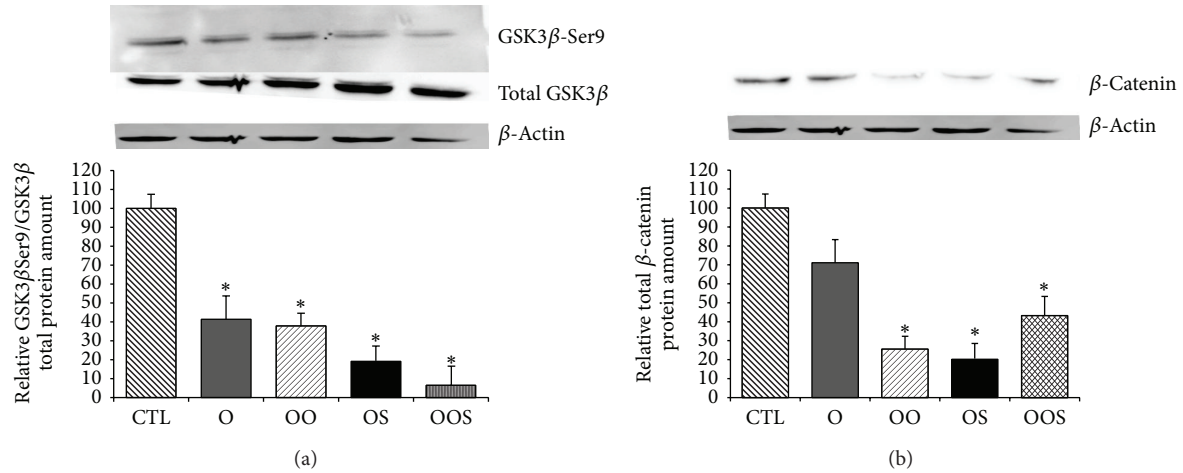 GSK3β-Ser9
Total GSK3β
β-Actin
Relative GSK3βSer9/GSK3β
total protein amount
120
110
100
90
80
70
60
50
40
30
20
10
0
*
*
*
*
CTL O OO OS OOS
(a)
β-Catenin
β-Actin
Relative total β-catenin
protein amount
120
110
100
90
80
70
60
50
40
30
20
10
0
*
*
*
CTL O OO OS OOS
(b)